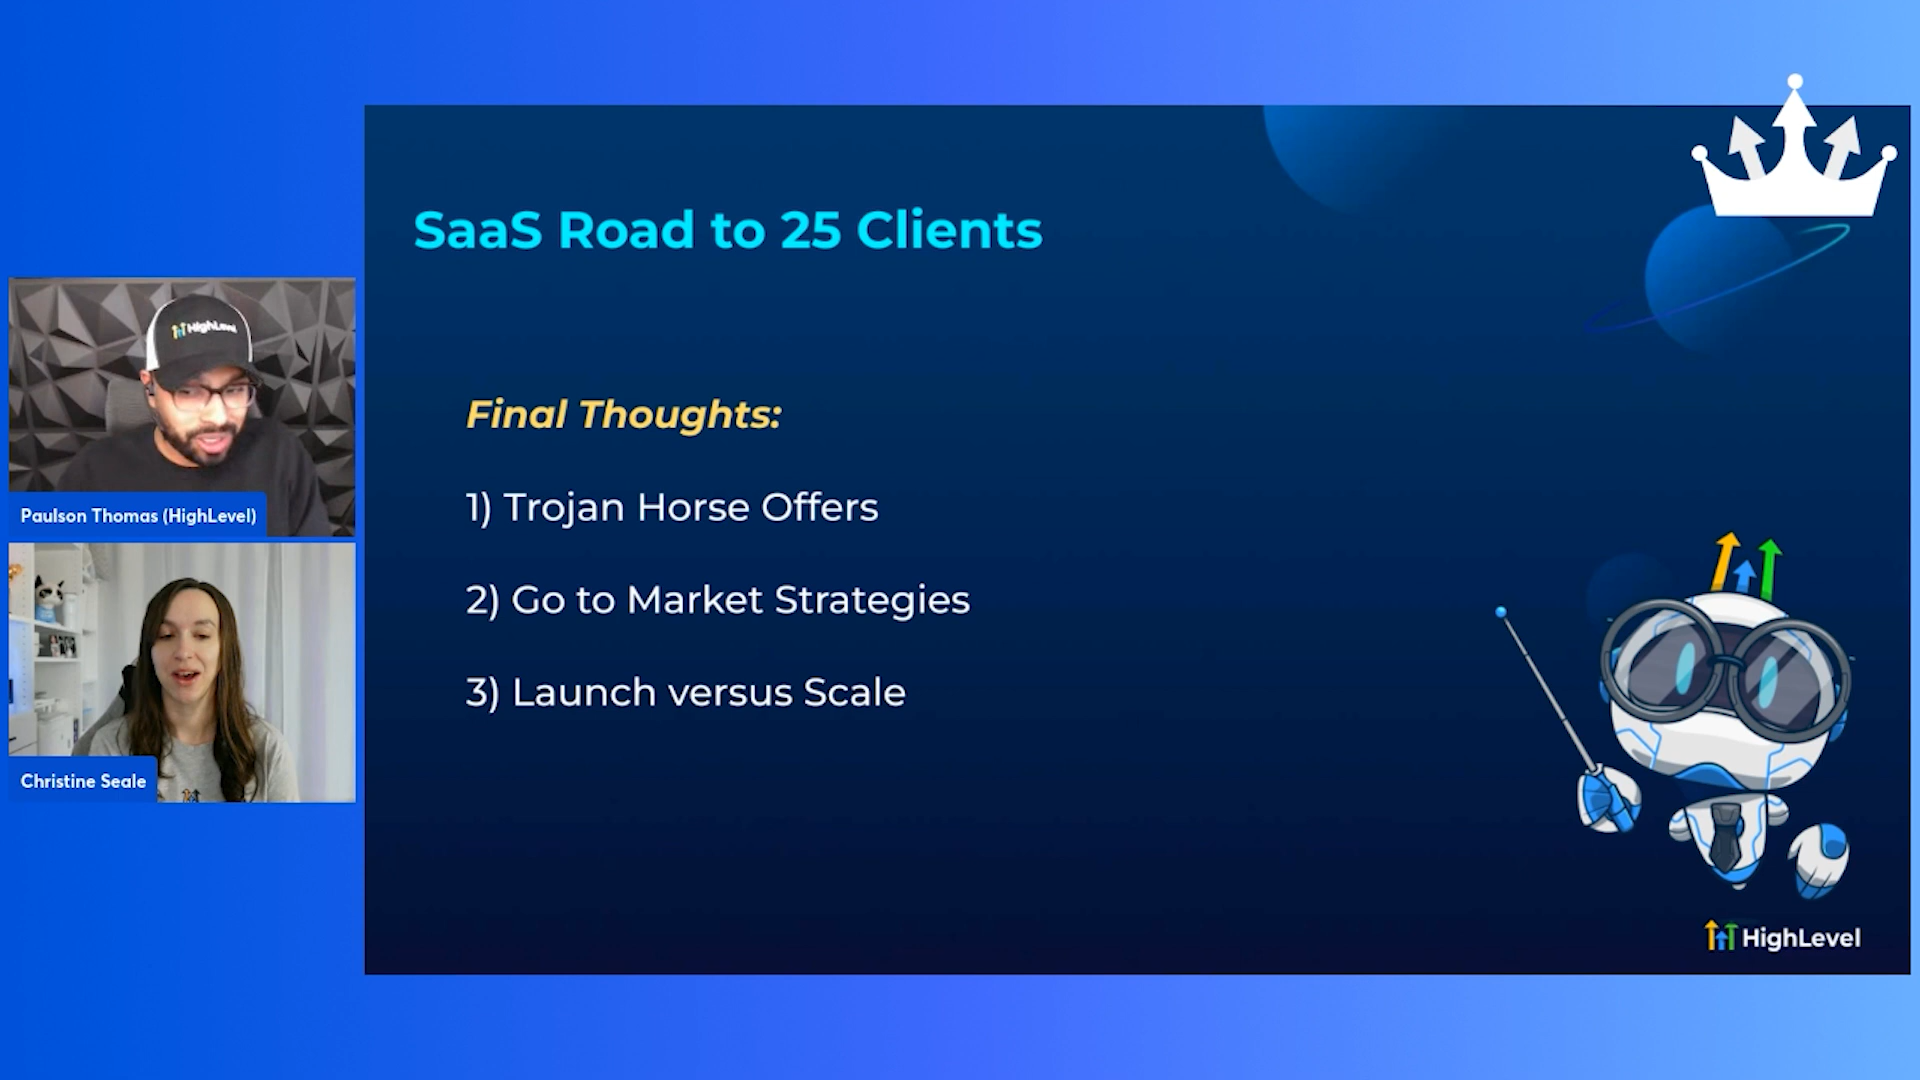 SaaS Road to 25 Clients
HighLevel
Paulson Thomas (HighLevel)
Christine Seale
Final Thoughts:
1) Trojan Horse Offers
2) Go to Market Strategies
3) Launch versus Scale
HighLevel